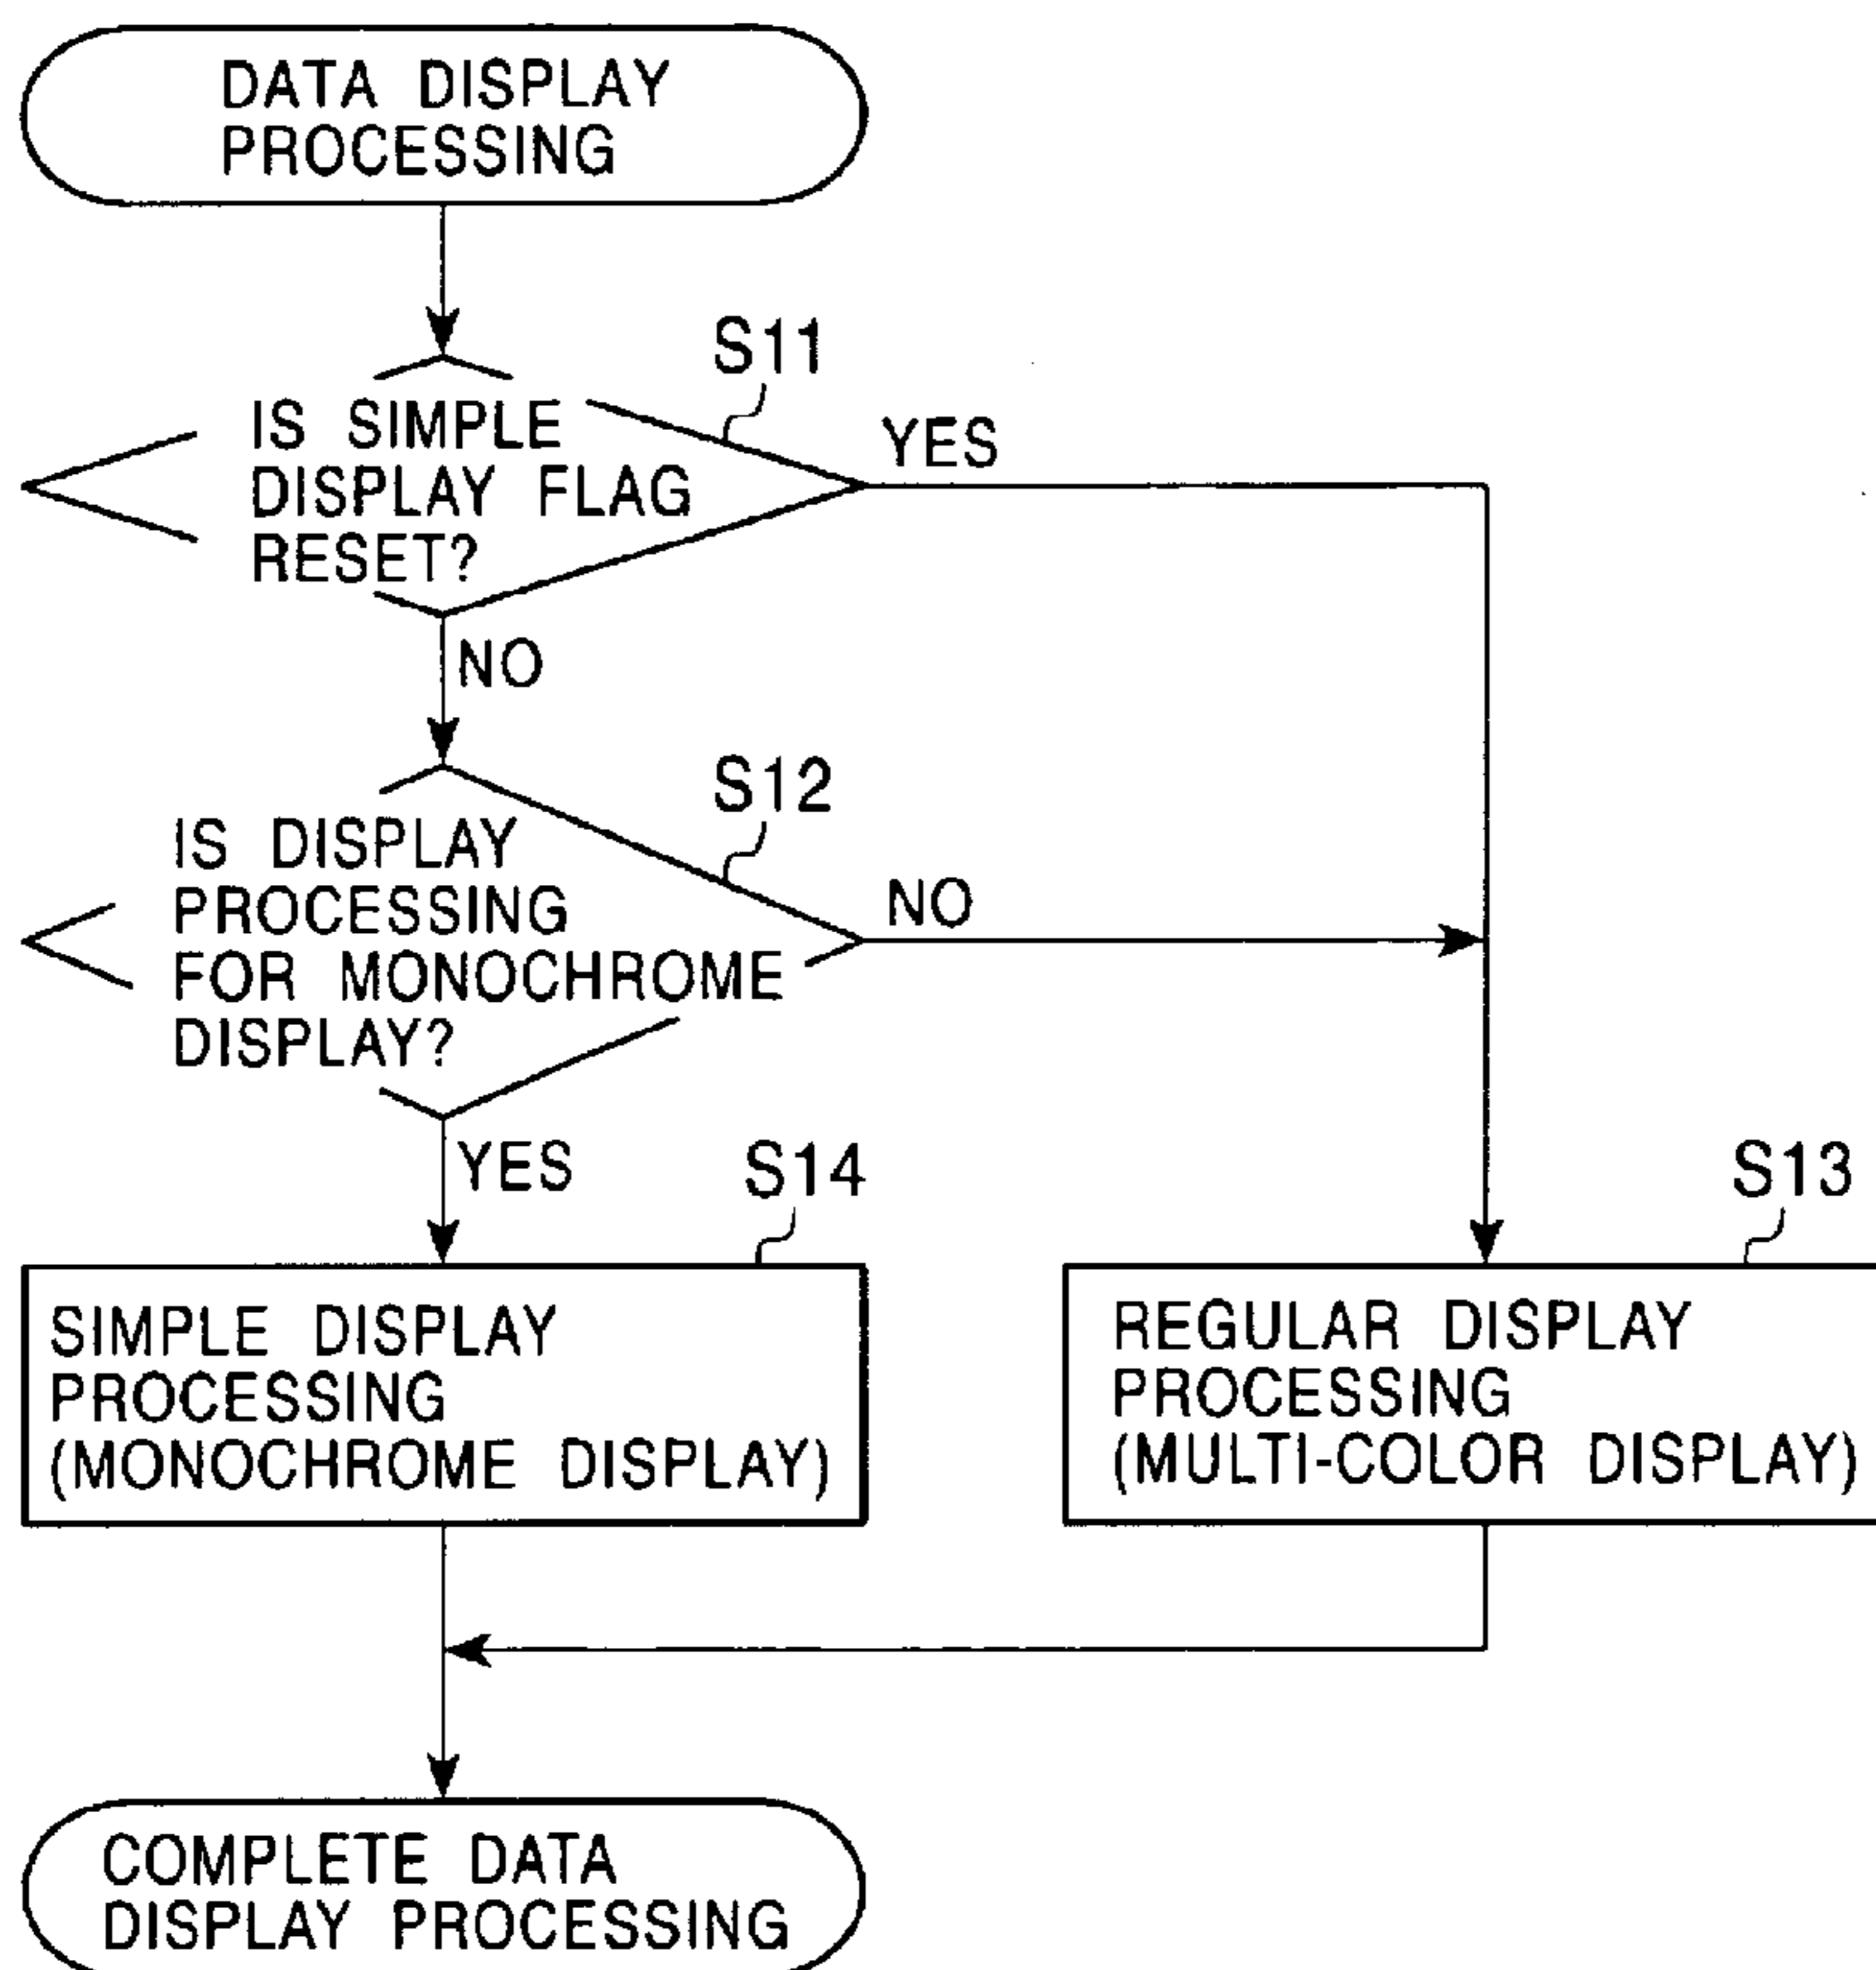 DATA DISPLAY
PROCESSING
S11
IS SIMPLE
DISPLAY FLAG
RESET?
YES
NO
S12
IS DISPLAY
PROCESSING
FOR MONOCHROME
DISPLAY?
NO
YES
S14
SIMPLE DISPLAY
PROCESSING
(MONOCHROME DISPLAY)
S13
REGULAR DISPLAY
PROCESSING
(MULTI-COLOR DISPLAY)
COMPLETE DATA
DISPLAY PROCESSING